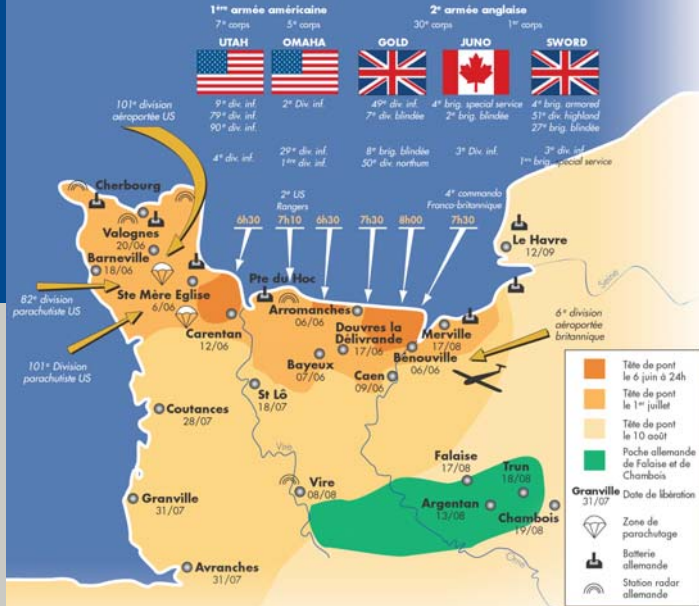 1ère armée américaine
2e armée anglaise
7e corps
5e corps
30e corps
1er corps
UTAH
OMAHA
GOLD
JUNO
SWORD
9e div. inf.
79e div. inf.
90e div. inf.
2e Div. inf.
49e div. inf.
7e div. blindée
4e brig. special service
2e brig. blindée
4e brig. armared
51e div. highland
27e brig. blindée
4e div. inf.
29e div. inf.
1ère div. inf.
8e brig. blindée
50e div. northum
3e Div. inf.
3e div. inf.
1ère brig. special service
101e division
aéroportée US
2e US
Rangers
4e commando
Franco-britannique
6h30
7h10
6h30
7h30
8h00
7h30
Cherbourg
Valognes
20/06
Barneville
18/06
Ste Mère Eglise
6/06
82e division
parachutiste US
101e Division
parachutiste US
Carentan
12/06
Pte du Hoc
Arromanches
06/06
Douvres la
Délivrande
17/06
Bayeux
07/06
Merville
17/08
Bénouville
06/06
Caen
09/06
Le Havre
12/09
Seine
6e division
aéroportée
britannique
St Lô
18/07
Coutances
28/07
Vire
Vire
08/08
Granville
31/07
Avranches
31/07
Falaise
17/08
Trun
18/08
Argentan
13/08
Chambois
19/08
Orne
Tête de pont
le 6 juin à 24h
Tête de pont
le 1er juillet
Tête de pont
le 10 août
Poche allemande
de Falaise et de
Chambois
Granville
31/07
Date de libération
Zone de
parachutage
Batterie
allemande
Station radar
allemande